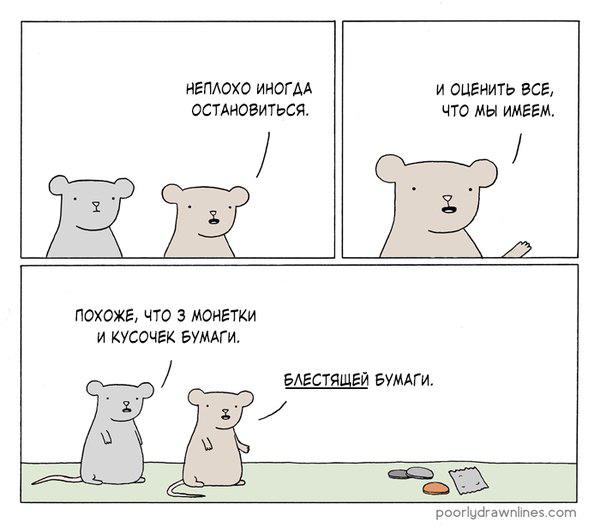 НЕПЛОХО ИНОГДА
ОСТАНОВИТЬСЯ.
И ОЦЕНИТЬ ВСЕ,
ЧТО МЫ ИМЕЕМ.
ПОХОЖЕ, ЧТО 3 МОНЕТКИ
И КУСОЧЕК БУМАГИ.
БЛЕСТЯЩЕЙ БУМАГИ.
poorlydrawnlines.com